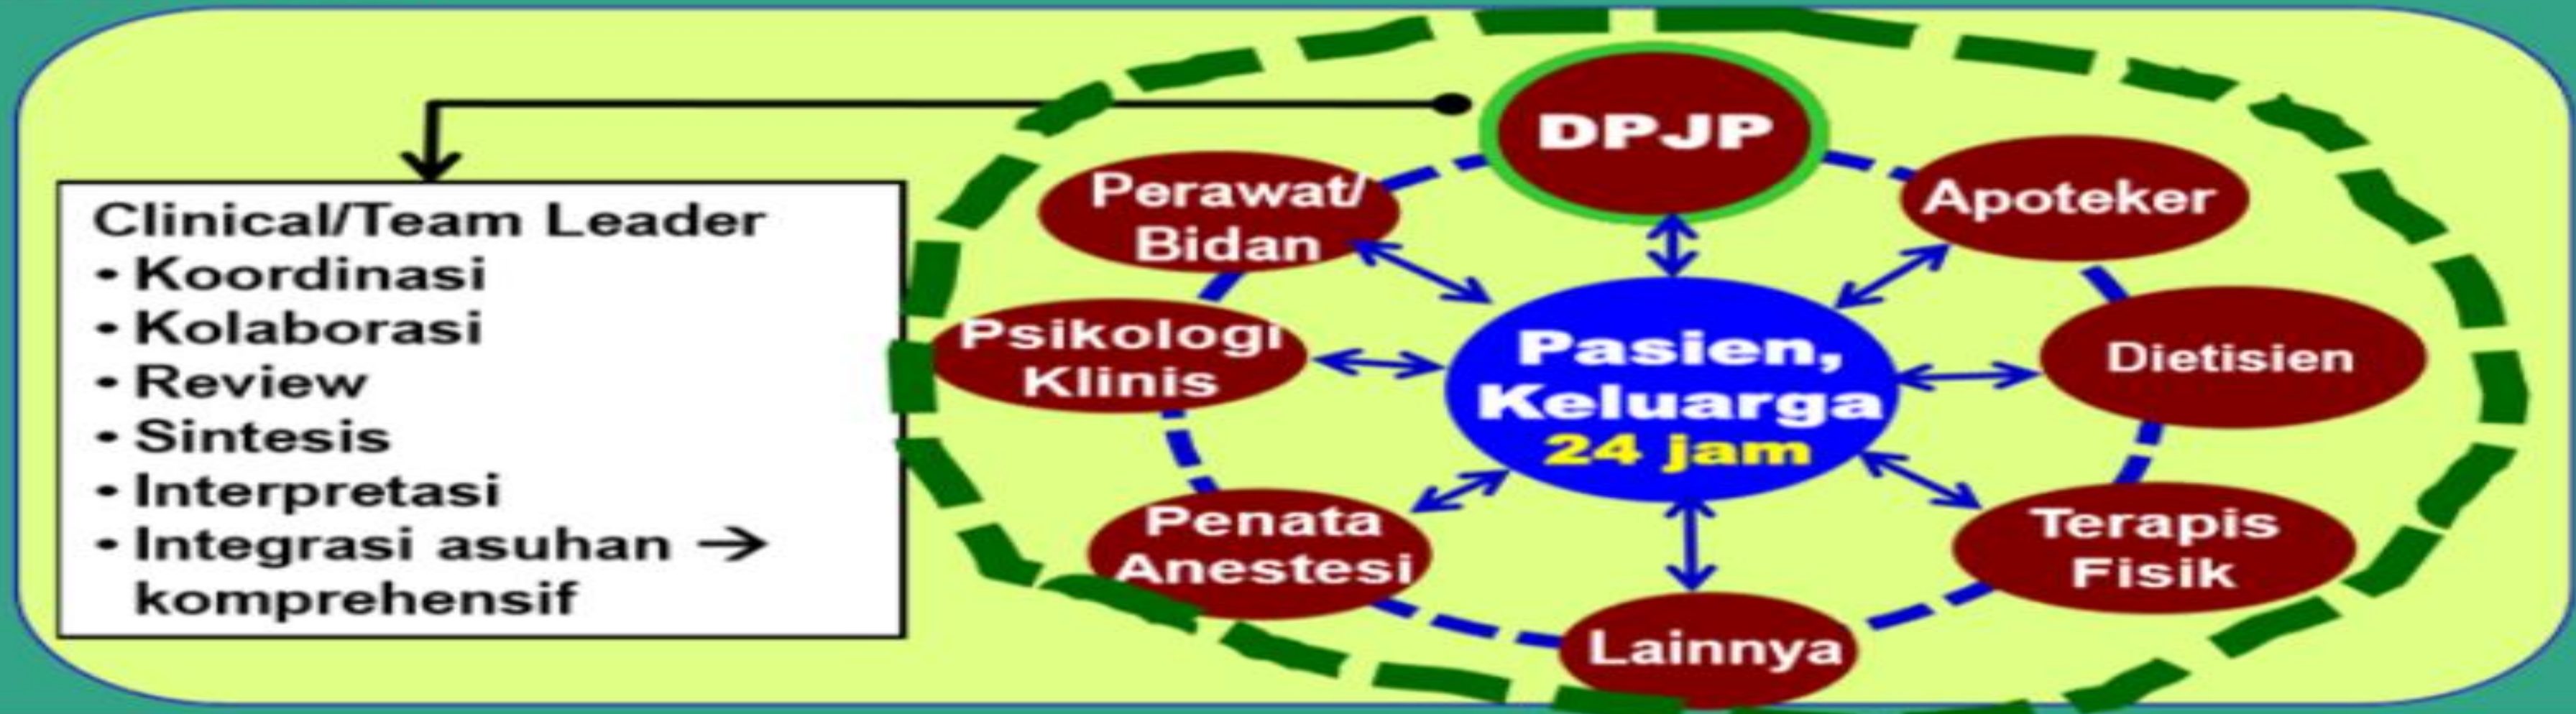 Clinical/Team Leader
• Koordinasi
• Kolaborasi
• Review
• Sintesis
• Interpretasi
• Integrasi asuhan →
komprehensif
DPJP
Perawat/
Bidan
Apoteker
Psikologi
Klinis
Pasien,
Keluarga
24 jam
Dietisien
Penata
Anestesi
Terapis
Fisik
Lainnya